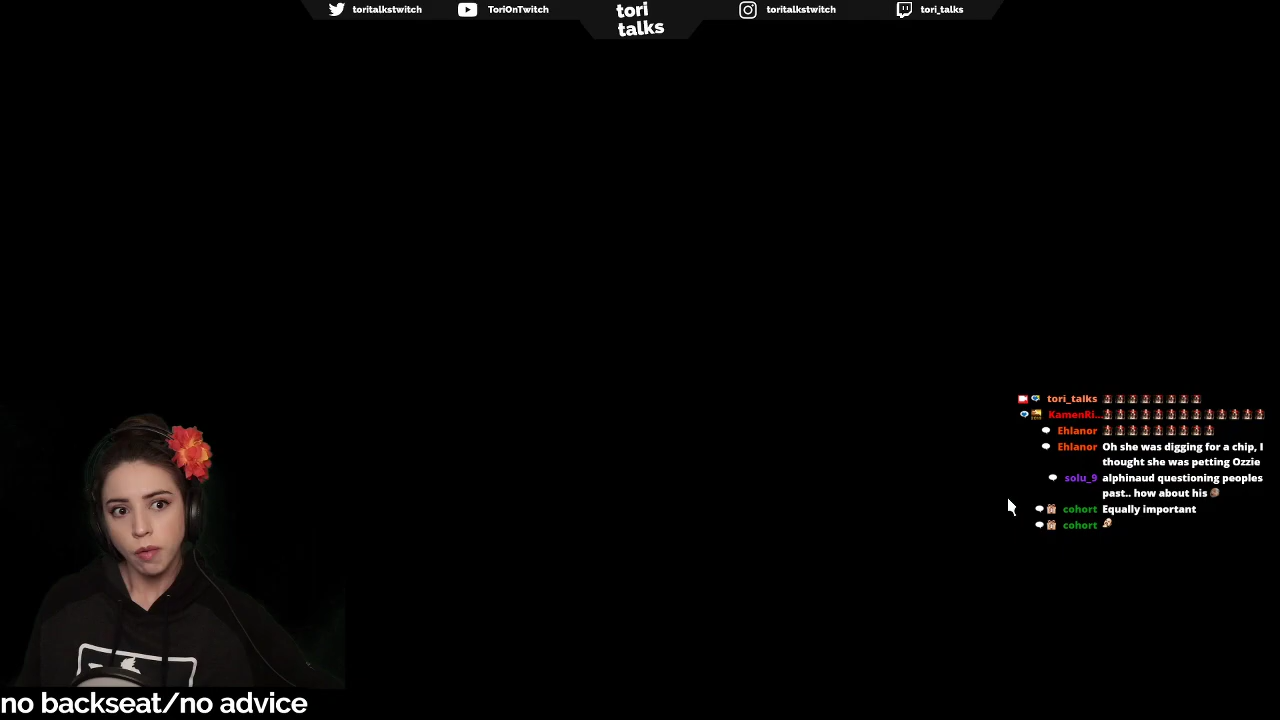 toritalkstwitch
ToriOnTwitch
tori
talks
toritalkstwitch
tori_talks
tori_talks
KamenRi...
Ehlanor
Ehlanor Oh she was digging for a chip, I
thought she was petting Ozzie
solu_9 alphinaud questioning peoples
past.. how about his
cohort Equally important
cohort
no backseat/no advice